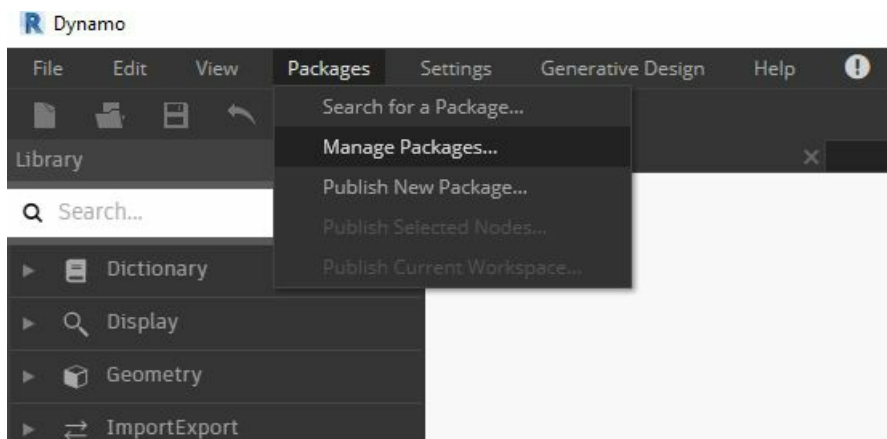 Dynamo
File Edit View Packages Settings Generative Design Help
Search for a Package...
Library
Manage Packages...
Publish New Package...
Search...
Publish Selected Nodes...
Dictionary
Publish Current Workspace...
Display
Geometry
ImportExport